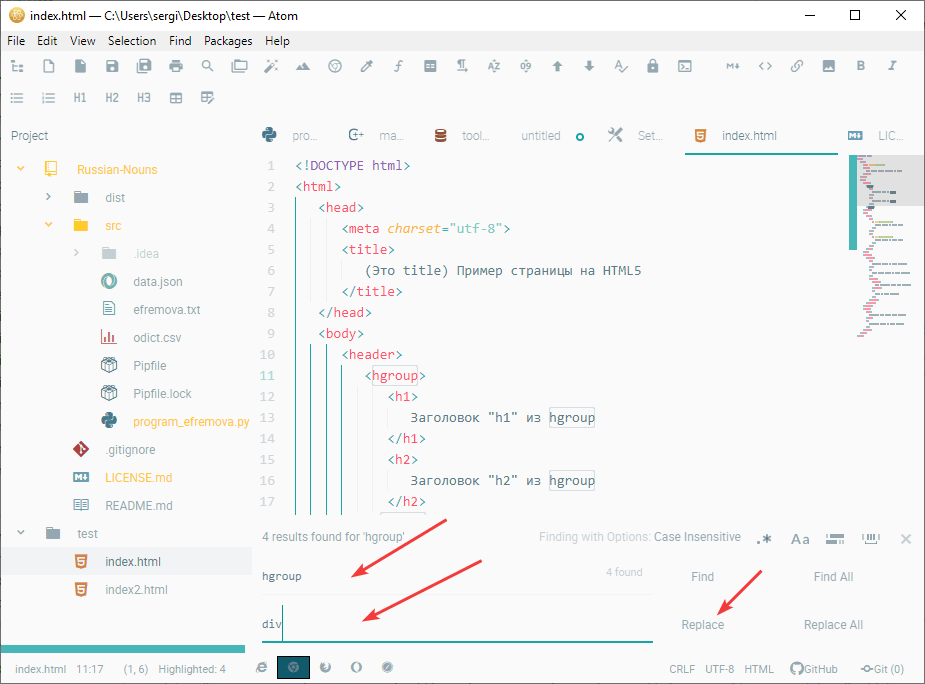 index.html — C:\Users\sergi\Desktop\test — Atom
File Edit View Selection Find Packages Help
H1 H2 H3
Project
pro... ma... tool... untitled Set... index.html LIC...
Russian-Nouns
dist
src
.idea
data.json
efremova.txt
odict.csv
Pipfile
Pipfile.lock
program_efremova.py
.gitignore
LICENSE.md
README.md
test
index.html
index2.html
1 <!DOCTYPE html>
2 <html>
3 <head>
4 <meta charset="utf-8">
5 <title>
6 (Это title) Пример страницы на HTML5
7 </title>
8 </head>
9 <body>
10 <header>
11 <hgroup>
12 <h1>
13 Заголовок "h1" из hgroup
14 </h1>
15 <h2>
16 Заголовок "h2" из hgroup
17 </h2>
4 results found for 'hgroup' Finding with Options: Case Insensitive .* Aa
hgroup 4 found Find Find All
div Replace Replace All
index.html 11:17 (1, 6) Highlighted: 4 CRLF UTF-8 HTML GitHub Git (0)